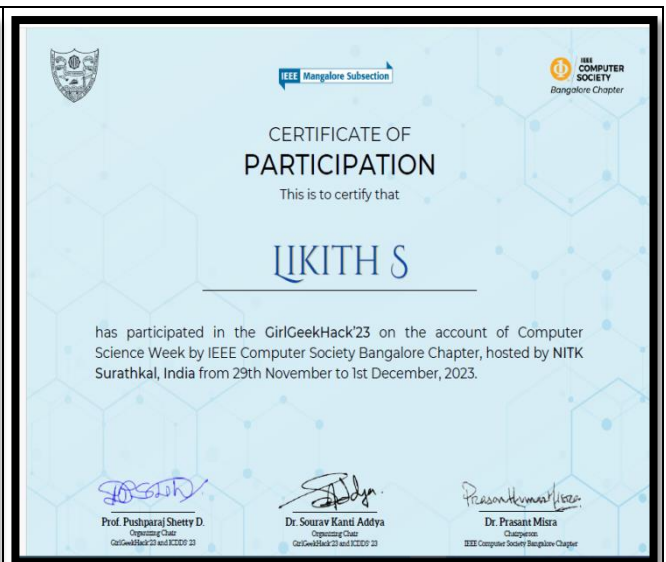 IEEE Mangalore Subsection
IEEE
COMPUTER
SOCIETY
Bangalore Chapter
CERTIFICATE OF
PARTICIPATION
This is to certify that
LIKITH S
has participated in the GirlGeekHack'23 on the account of Computer
Science Week by IEEE Computer Society Bangalore Chapter, hosted by NITK
Surathkal, India from 29th November to 1st December, 2023.
Prof. Pushparaj Shetty D.
Organizing Chair
GirlGeekHack'23 and ICDDS' 23
Dr. Sourav Kanti Addya
Organizing Chair
GirlGeekHack'23 and ICDDS' 23
Dr. Prasant Misra
Chairperson
IEEE Computer Society Bangalore Chapter